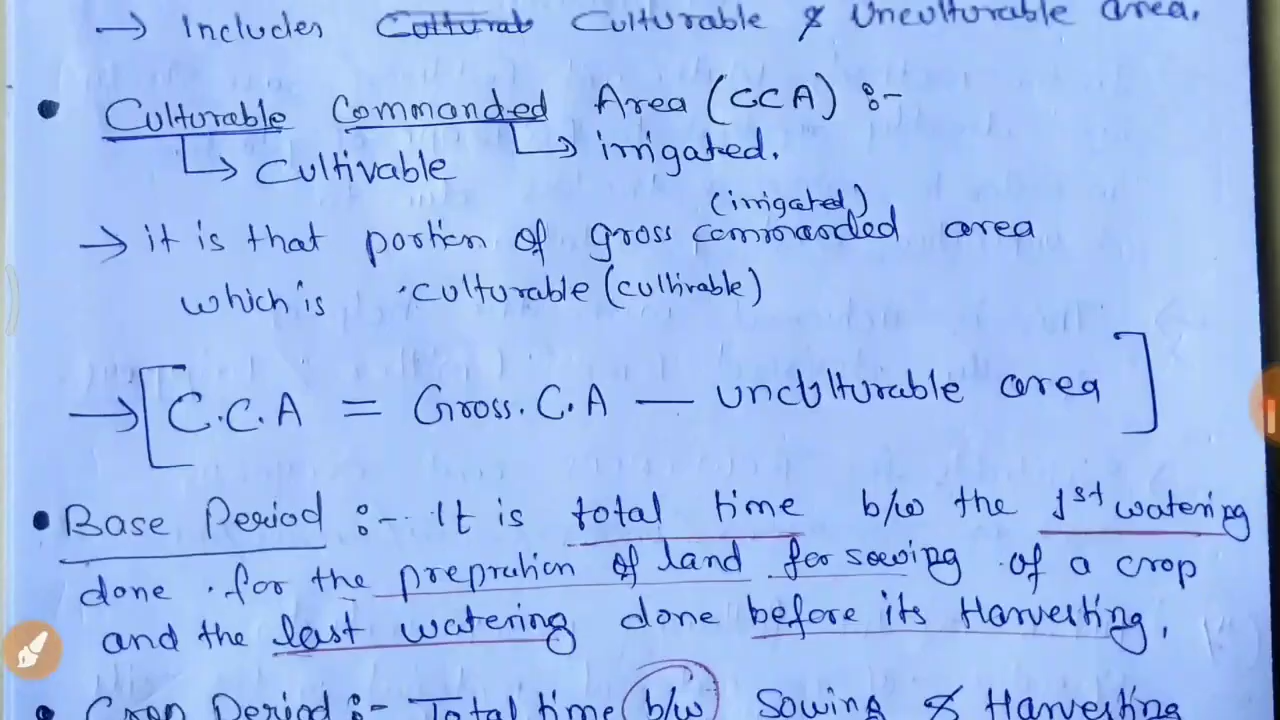 → Includes Cultural Culturable & Unculturable area.
• Culturable Commanded Area (CCA) :-
↳ Cultivable ↳ irrigated.
(irrigated)
→ it is that portion of gross commanded area
which is culturable (cultivable)
→ [C.C.A = Gross. C.A — unculturable area]
• Base Period :- It is total time b/w the 1st watering
done for the prepration of land for sowing of a crop
and the last watering done before its Harvesting.
• Crop Period :- Total time b/w Sowing & Harvesting